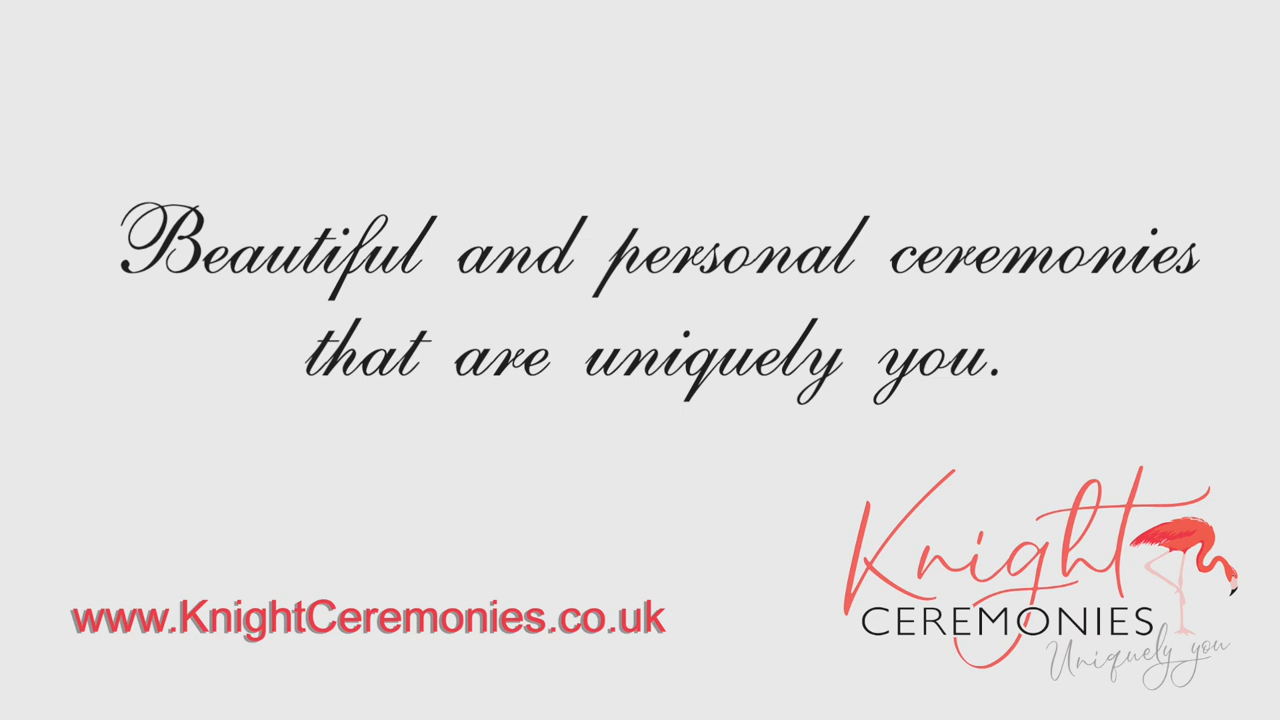 Beautiful and personal ceremonies
that are uniquely you.
www.KnightCeremonies.co.uk
Knight
CEREMONIES
Uniquely you